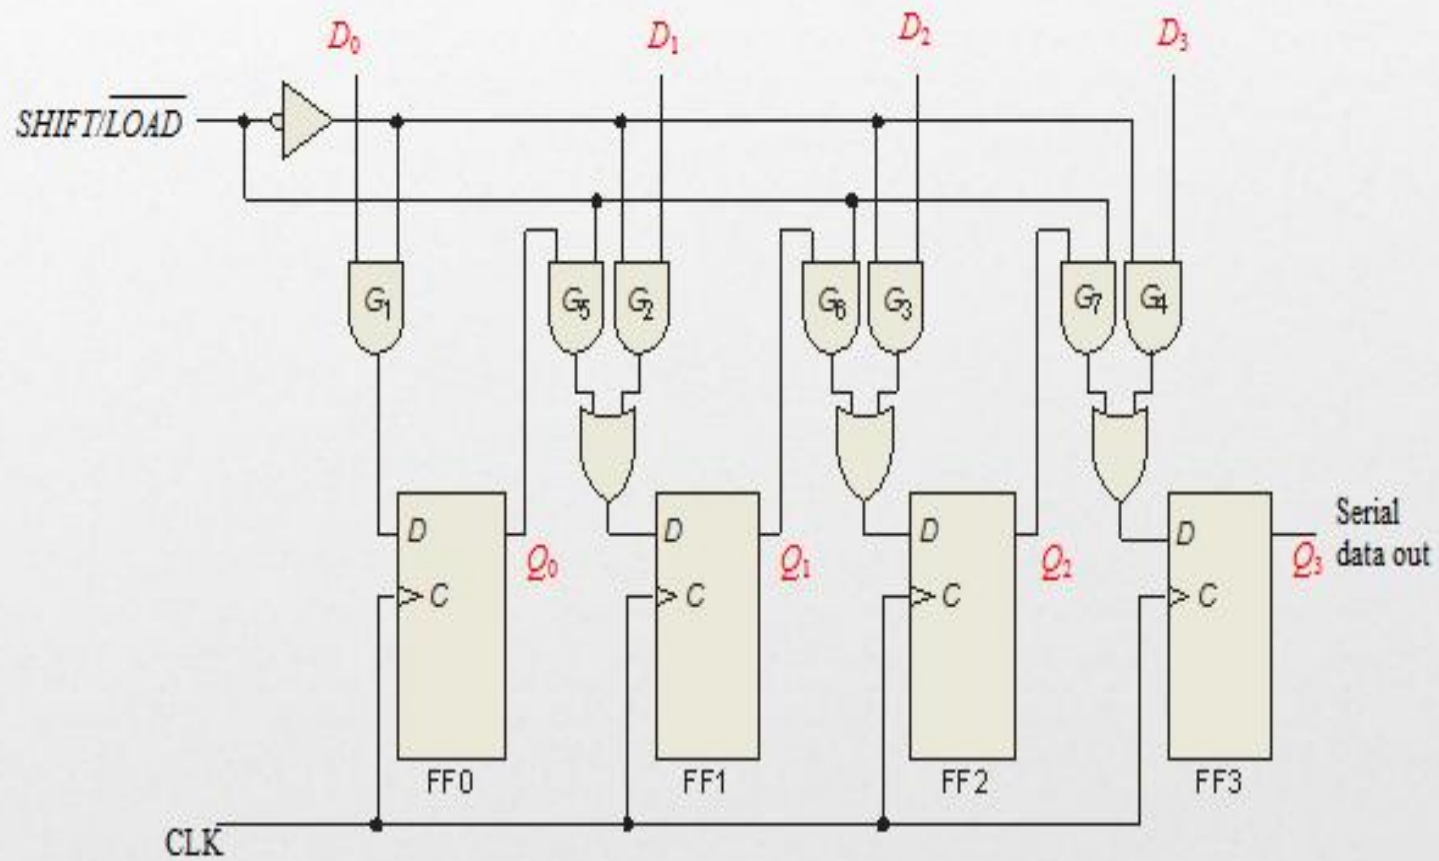 D₀ D₁ D₂ D₃
SHIFT/L̅O̅A̅D̅
G₁ G₅ G₂ G₆ G₃ G₇ G₄
D D D D
Q₀ Q₁ Q₂ Q₃
Serial
data out
C C C C
FF0 FF1 FF2 FF3
CLK